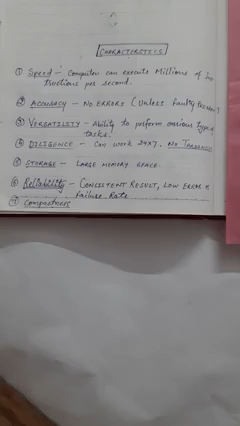 CHARACTERISTICS
① Speed - Computer can execute Millions of Ins
tructions per second.
② ACCURACY - NO ERRORS (Unless faulty
③ VERSATILITY - Ability to perform various types of
tasks.
④ DILIGENCE - Can work 24X7. NO
⑤ STORAGE - LARGE MEMORY SPACE.
⑥ Reliability - CONSISTENT RESULT, LOW ERROR &
failure Rate
⑦ Compactness